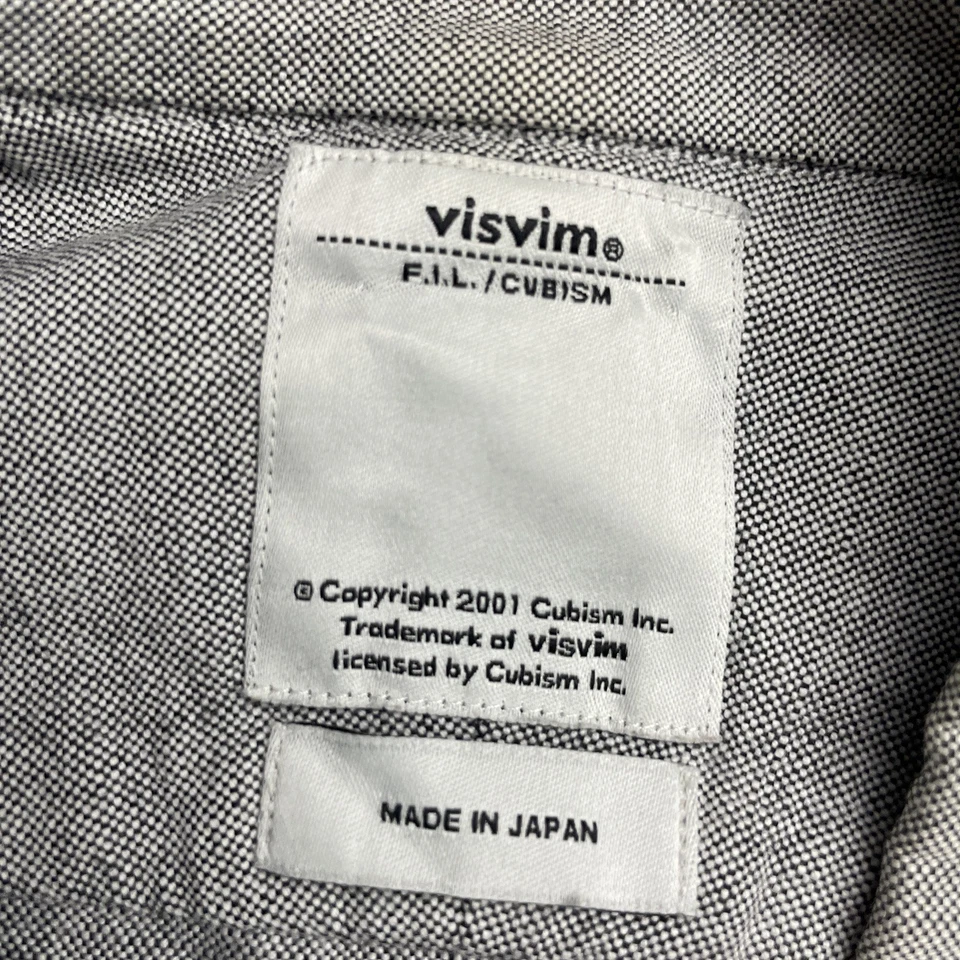 visvim®
F.I.L./CUBISM
© Copyright 2001 Cubism Inc.
Trademark of visvim
licensed by Cubism Inc.
MADE IN JAPAN